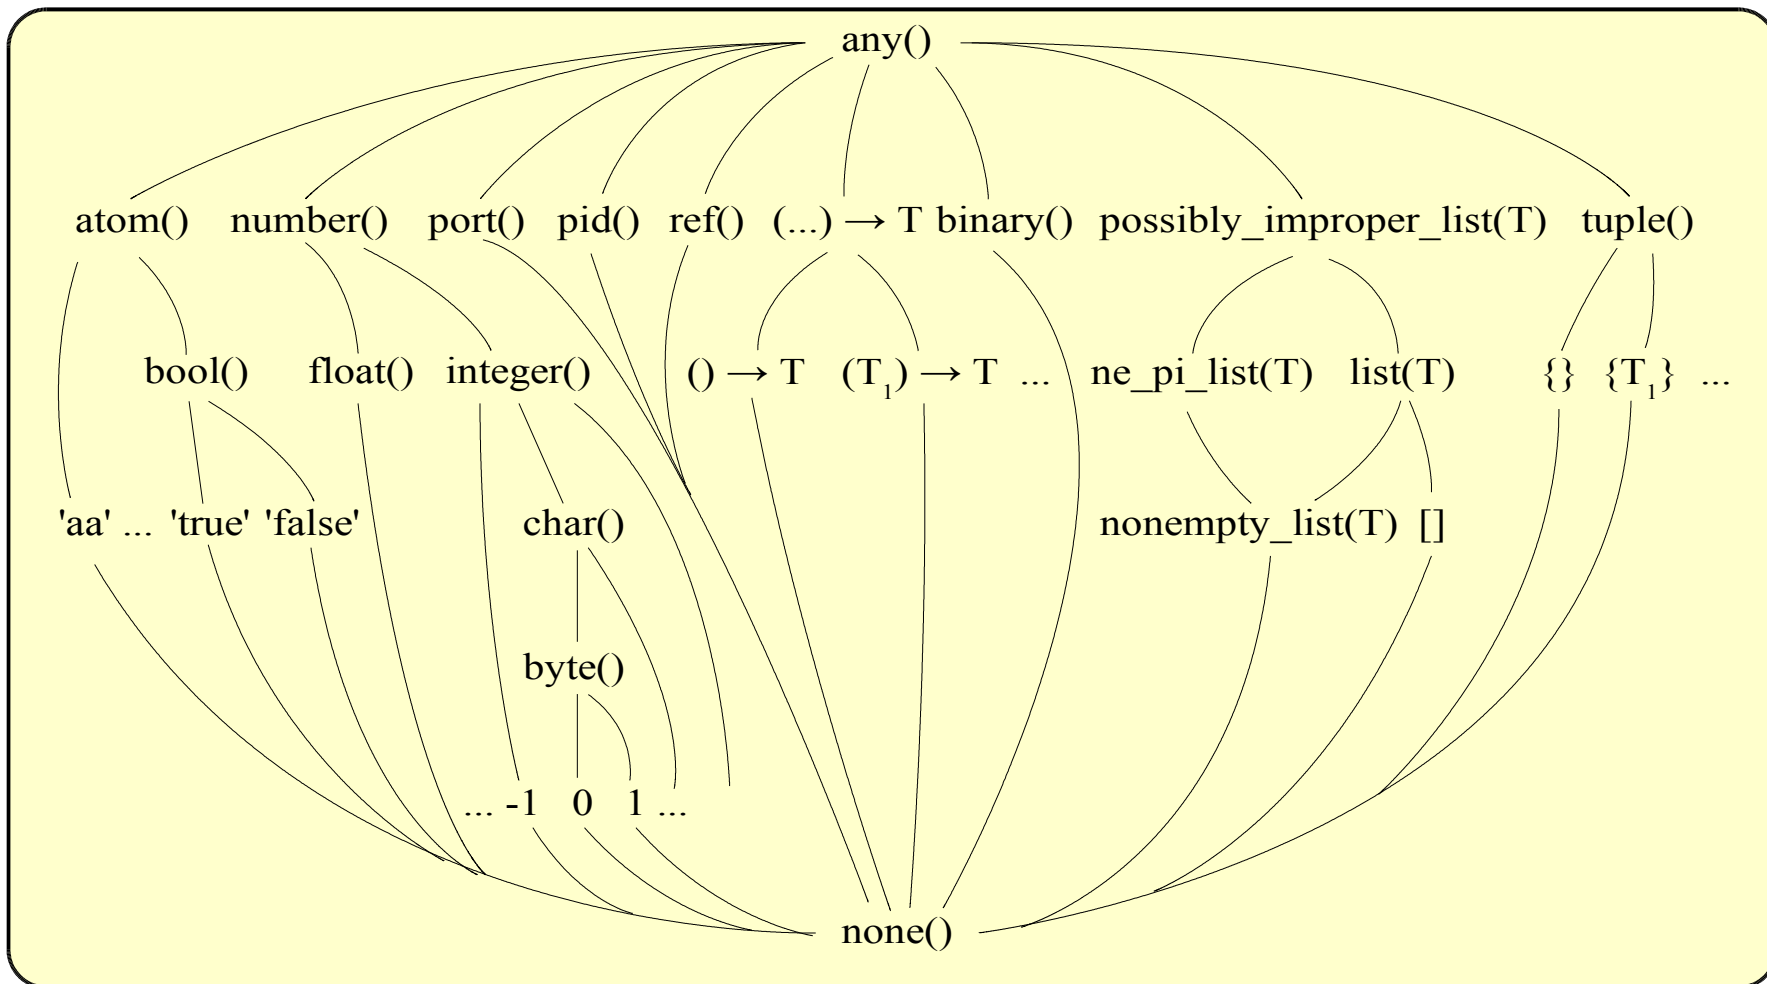 any()
atom() number() port() pid() ref() (...) → T binary() possibly_improper_list(T) tuple()
bool() float() integer() () → T (T1) → T ... ne_pi_list(T) list(T) {} {T1} ...
'aa' ... 'true' 'false' char() nonempty_list(T) []
byte()
... -1 0 1 ...
none()